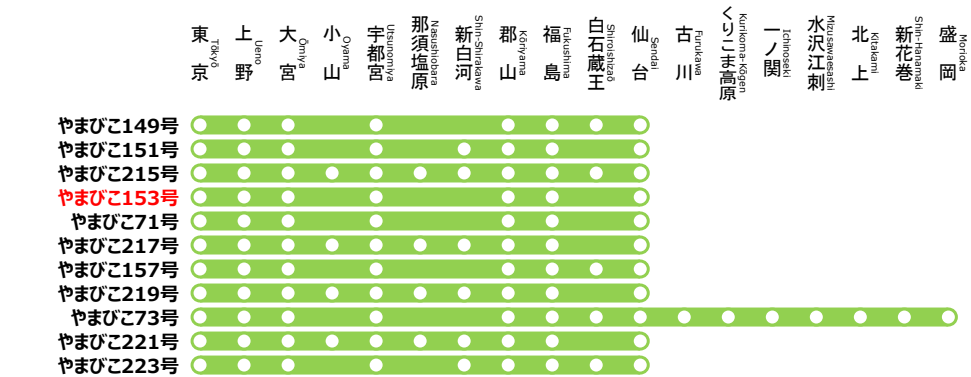 東京 Tōkyō
上野 Ueno
大宮 Ōmiya
小山 Oyama
宇都宮 Utsunomiya
那須塩原 Nasushiobara
新白河 Shin-Shirakawa
郡山 Kōriyama
福島 Fukushima
白石蔵王 Shiroishizaō
仙台 Sendai
古川 Furukawa
くりこま高原 Kurikoma-Kōgen
一ノ関 Ichinoseki
水沢江刺 Mizusawaesashi
北上 Kitakami
新花巻 Shin-Hanamaki
盛岡 Morioka
やまびこ149号
やまびこ151号
やまびこ215号
やまびこ153号
やまびこ71号
やまびこ217号
やまびこ157号
やまびこ219号
やまびこ73号
やまびこ221号
やまびこ223号